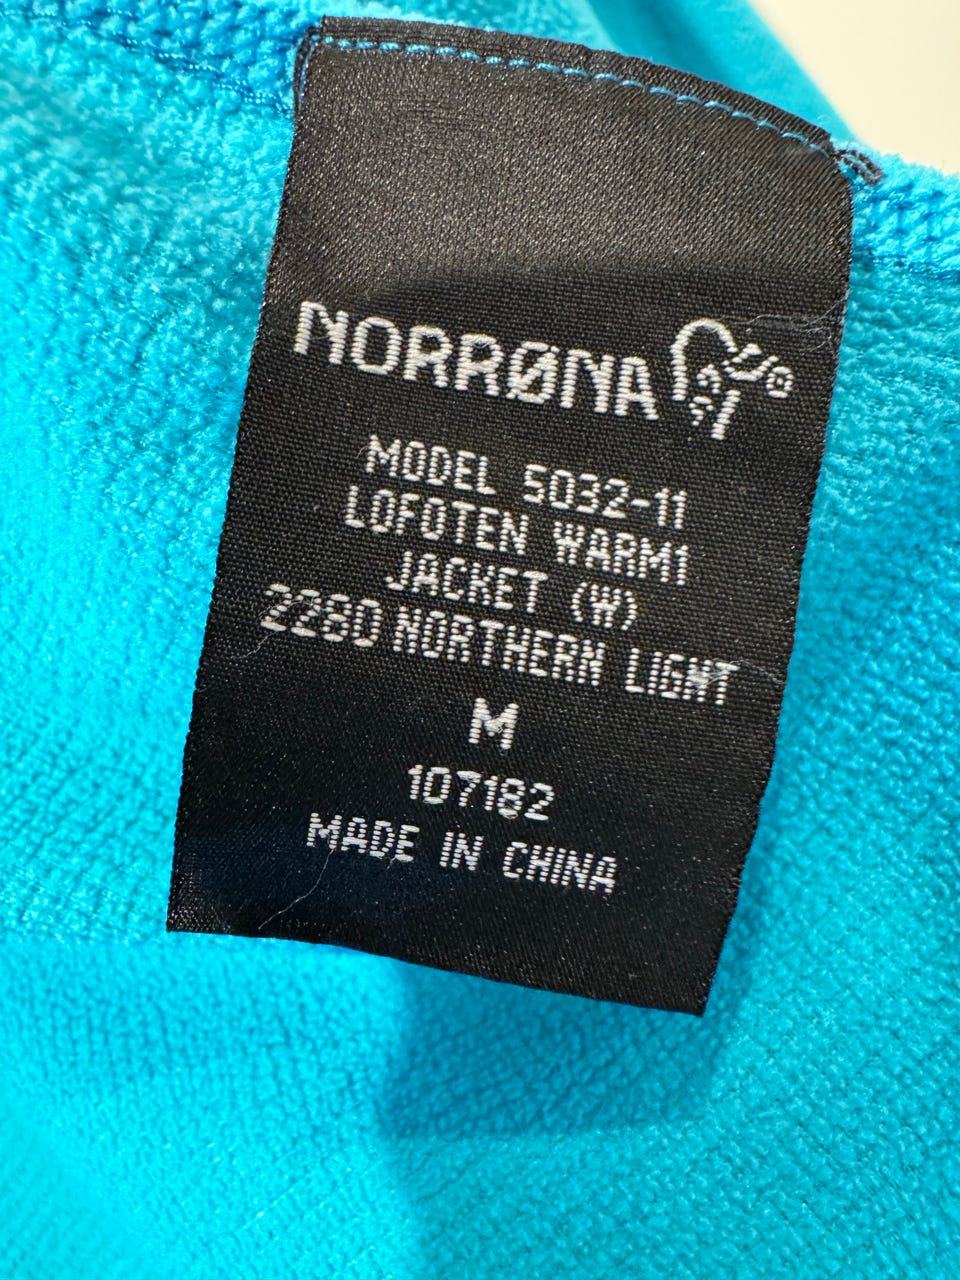 NORRØNA
MODEL 5032-11
LOFOTEN WARM1
JACKET (W)
2280 NORTHERN LIGHT
M
107182
MADE IN CHINA